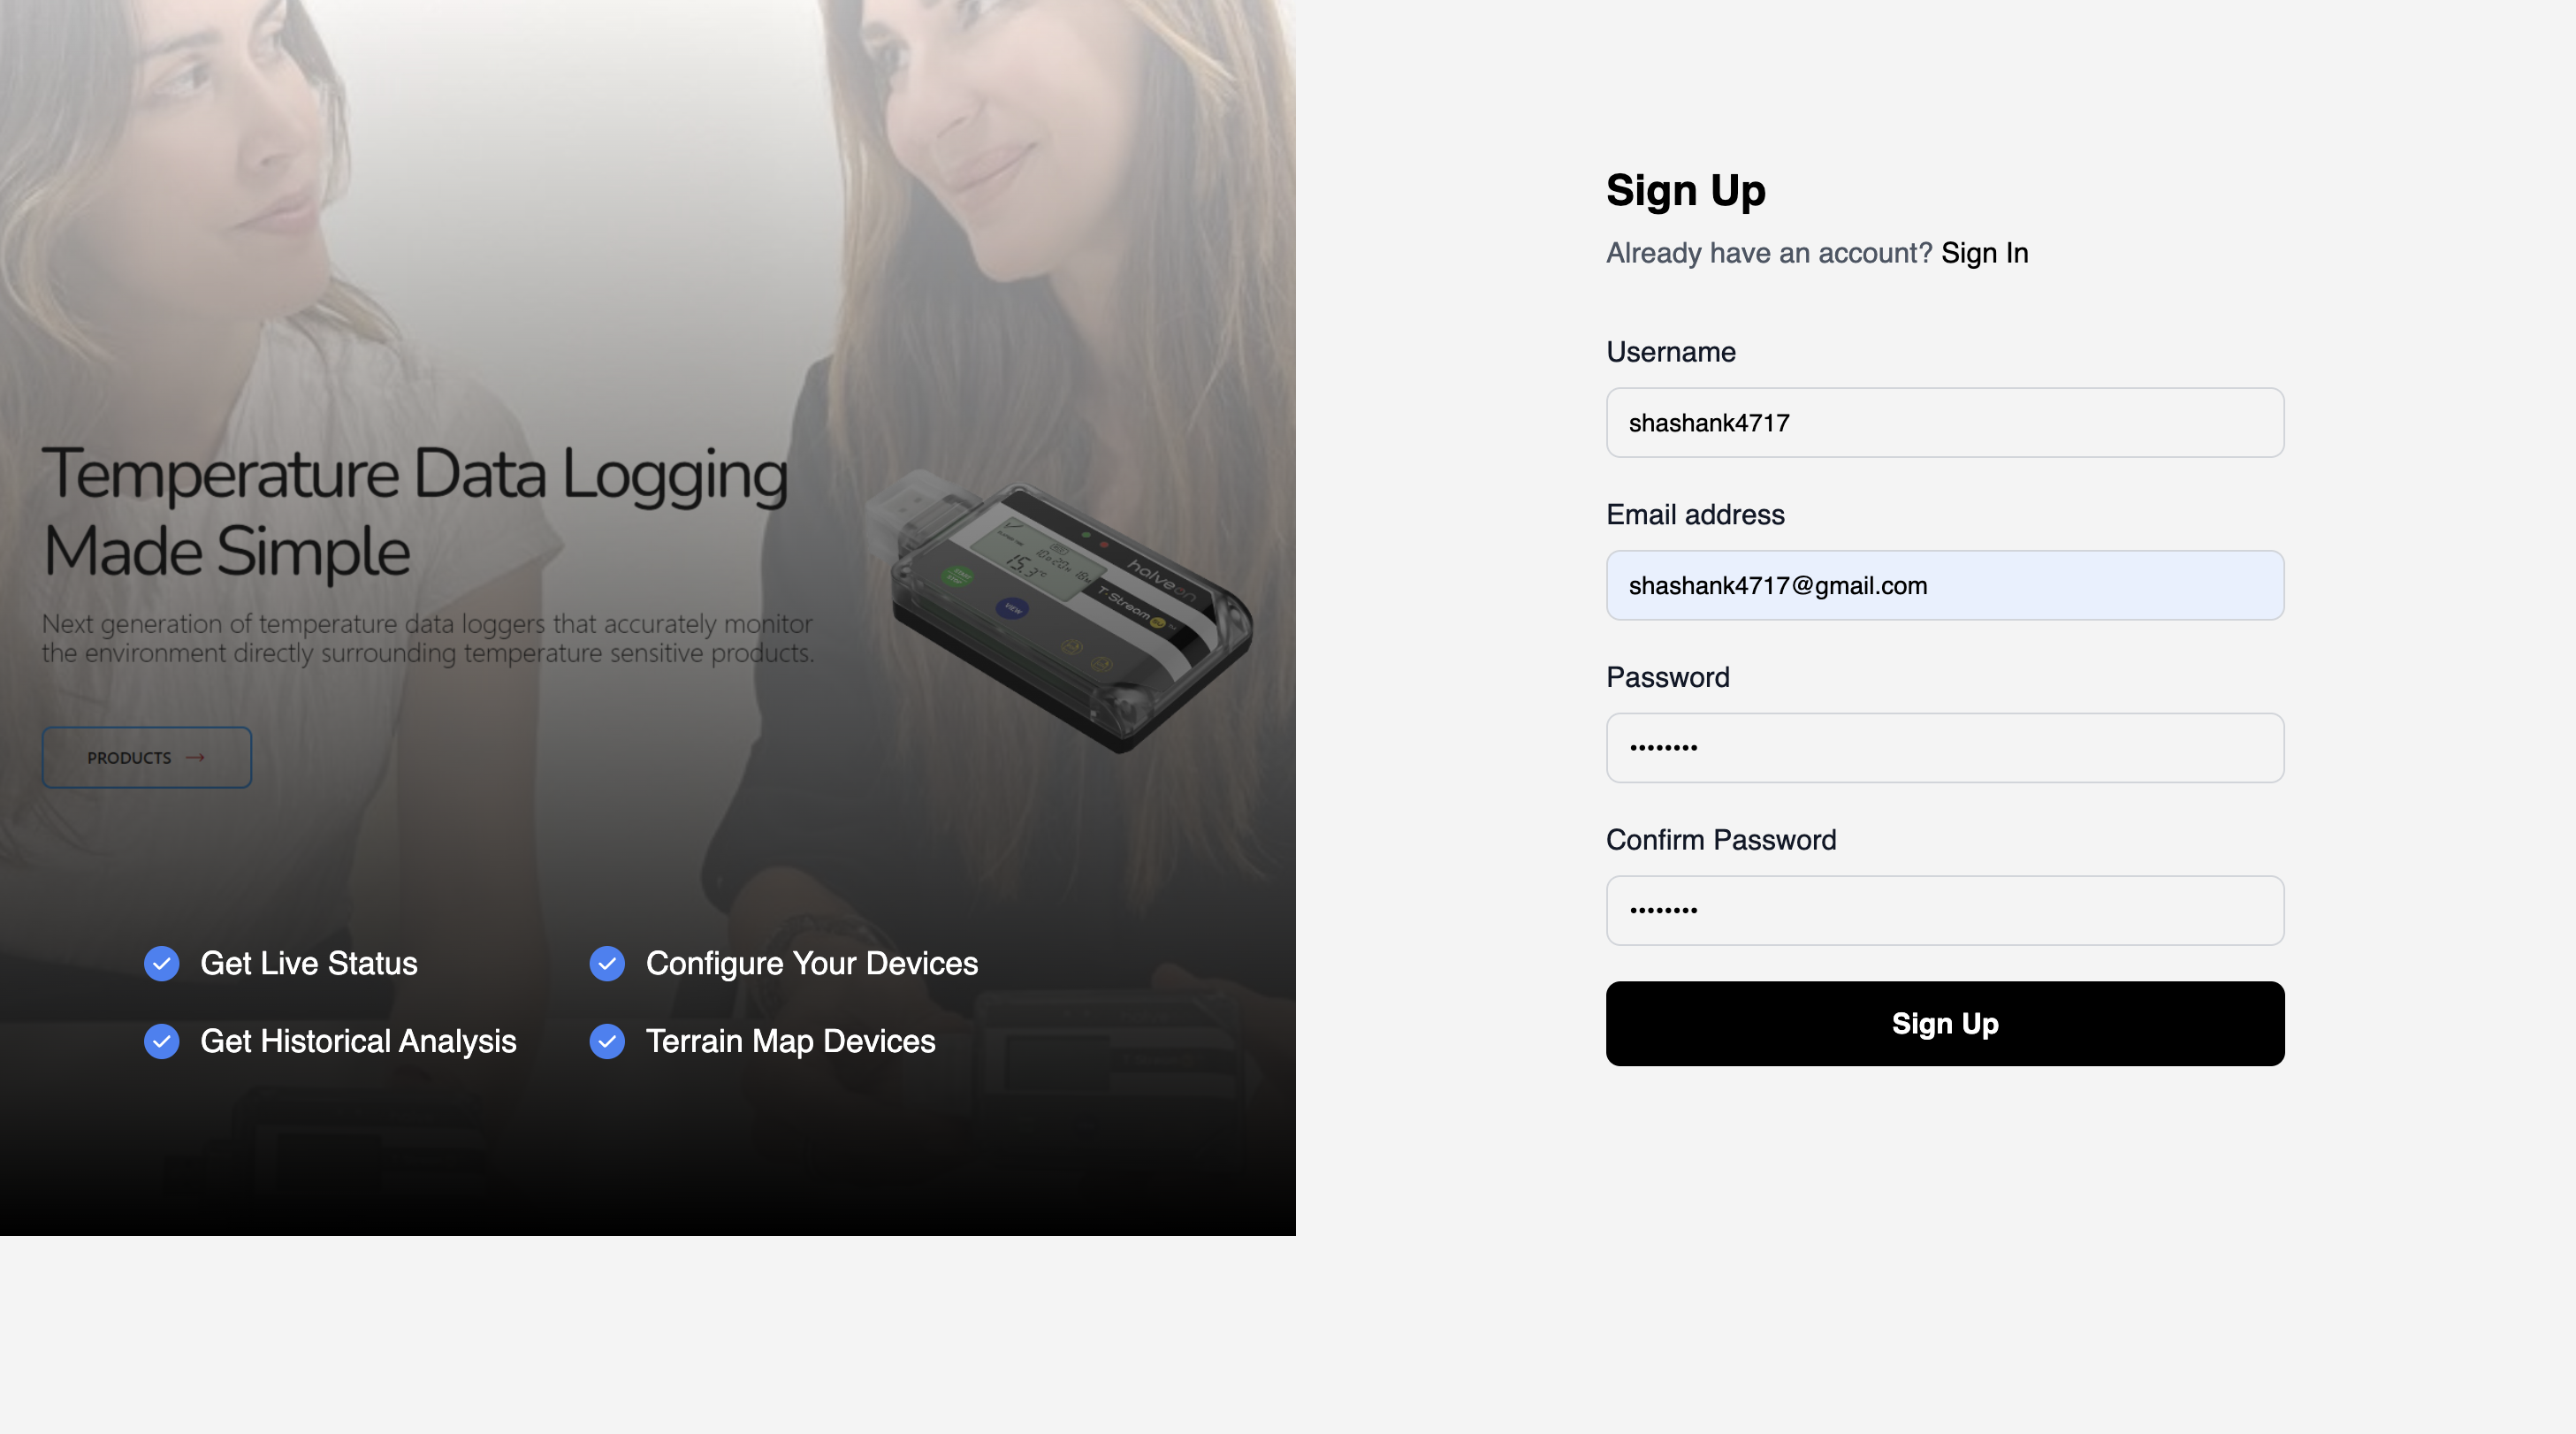 Temperature Data Logging
Made Simple
Next generation of temperature data loggers that accurately monitor
the environment directly surrounding temperature sensitive products.
PRODUCTS →
halveon
T-Stream
15.3°C
VIEW
Get Live Status
Configure Your Devices
Get Historical Analysis
Terrain Map Devices
Sign Up
Already have an account? Sign In
Username
shashank4717
Email address
shashank4717@gmail.com
Password
••••••••
Confirm Password
••••••••
Sign Up